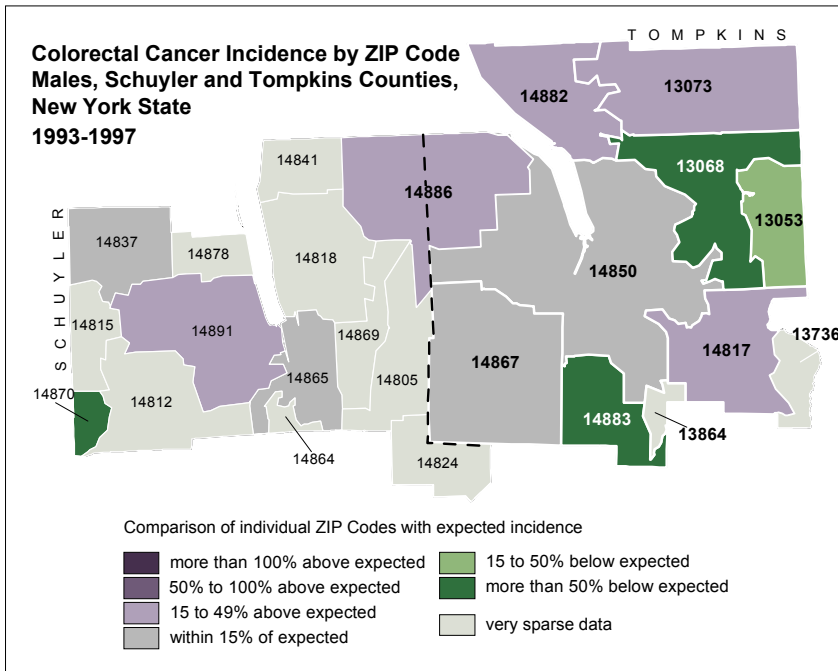 Colorectal Cancer Incidence by ZIP Code
Males, Schuyler and Tompkins Counties,
New York State
1993-1997
TOMPKINS
SCHUYLER
14882
13073
14841
14886
13068
13053
14837
14878
14818
14850
14815
14891
14869
14867
14817
13736
14865
14805
14870
14812
14883
13864
14864
14824
Comparison of individual ZIP Codes with expected incidence
more than 100% above expected
50% to 100% above expected
15 to 49% above expected
within 15% of expected
15 to 50% below expected
more than 50% below expected
very sparse data